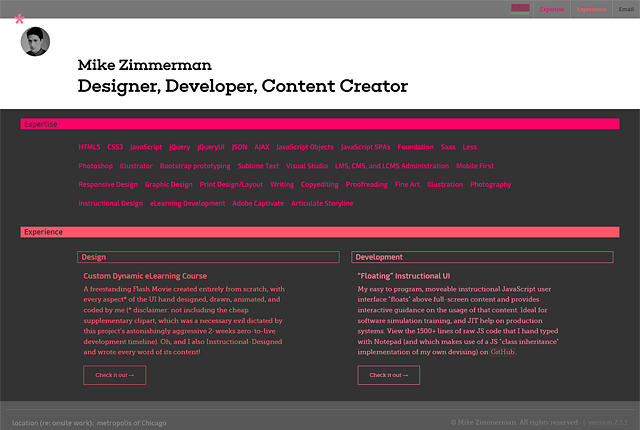 Expertise Experience Email
*
Mike Zimmerman
Designer, Developer, Content Creator
Expertise
HTML5 CSS3 JavaScript jQuery jQueryUI JSON AJAX JavaScript Objects JavaScript SPAs Foundation Sass Less
Photoshop Illustrator Bootstrap prototyping Sublime Text Visual Studio LMS, CMS, and LCMS Administration Mobile First
Responsive Design Graphic Design Print Design/Layout Writing Copyediting Proofreading Fine Art Illustration Photography
Instructional Design eLearning Development Adobe Captivate Articulate Storyline
Experience
Design
Custom Dynamic eLearning Course
A freestanding Flash Movie created entirely from scratch, with
every aspect* of the UI hand designed, drawn, animated, and
coded by me (* disclaimer: not including the cheap
supplementary clipart, which was a necessary evil dictated by
this project's astonishingly aggressive 2-weeks zero-to-live
development timeline). Oh, and I also Instructional-Designed
and wrote every word of its content!
Check it out →
Development
"Floating" Instructional UI
My easy to program, moveable instructional JavaScript user
interface "floats" above full-screen content and provides
interactive guidance on the usage of that content. Ideal for
software simulation training, and JIT help on production
systems. View the 1500+ lines of raw JS code that I hand typed
with Notepad (and which makes use of a JS "class inheritance"
implementation of my own devising) on GitHub.
Check it out →
location (re: onsite work): metropolis of Chicago
© Mike Zimmerman. All rights reserved. | version 2.1.1